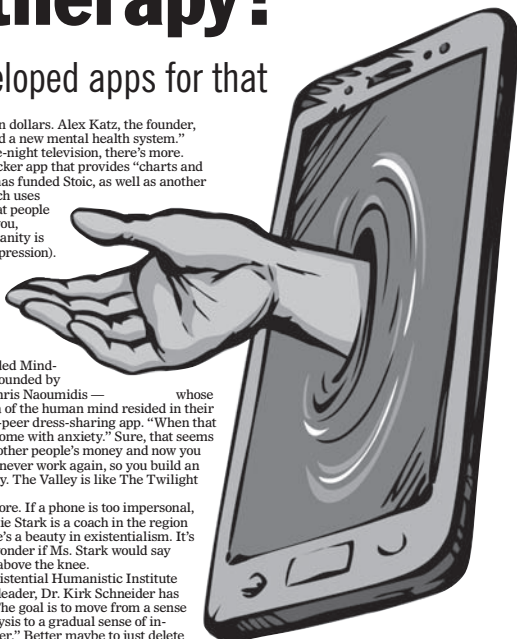 therapy?
eloped apps for that
n dollars. Alex Katz, the founder,
d a new mental health system.”
e-night television, there’s more.
cker app that provides “charts and
as funded Stoic, as well as another
ch uses
at people
you,
anity is
pression).
led Mind-
ounded by
hris Naoumidis — whose
n of the human mind resided in their
-peer dress-sharing app. “When that
ome with anxiety.” Sure, that seems
other people’s money and now you
never work again, so you build an
y. The Valley is like The Twilight
ore. If a phone is too impersonal,
ie Stark is a coach in the region
e’s a beauty in existentialism. It’s
onder if Ms. Stark would say
above the knee.
istential Humanistic Institute
leader, Dr. Kirk Schneider has
he goal is to move from a sense
ysis to a gradual sense of in-
er.” Better maybe to just delete